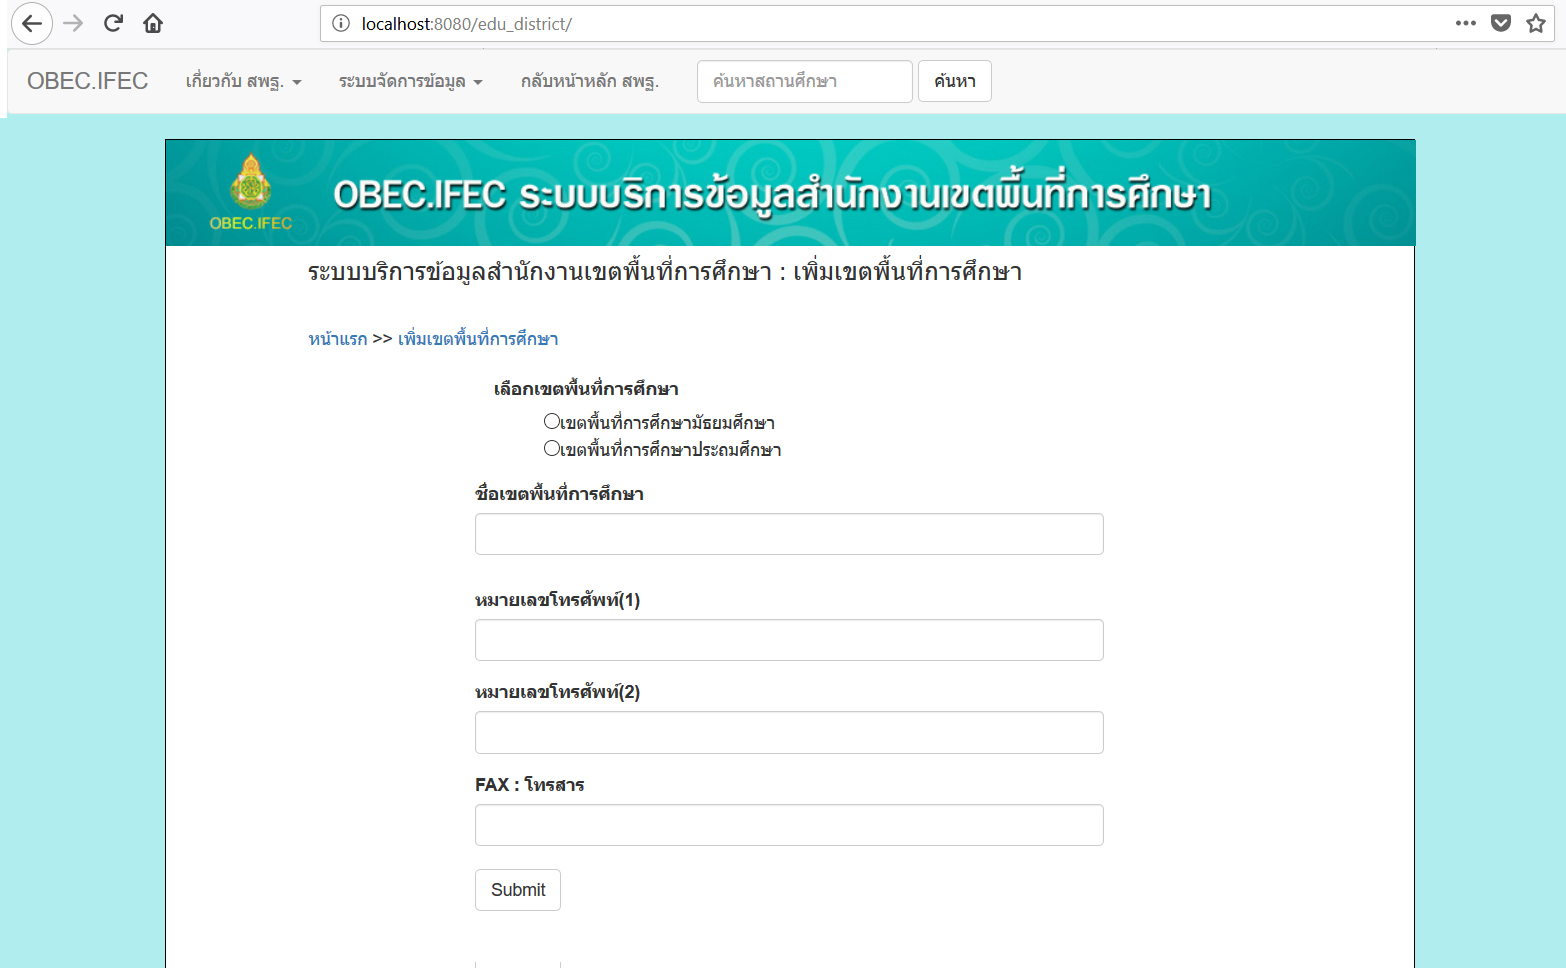 localhost:8080/edu_district/
OBEC.IFEC เกี่ยวกับ สพฐ. ระบบจัดการข้อมูล กลับหน้าหลัก สพฐ. ค้นหาสถานศึกษา ค้นหา
OBEC.IFEC
OBEC.IFEC ระบบบริการข้อมูลสำนักงานเขตพื้นที่การศึกษา
ระบบบริการข้อมูลสำนักงานเขตพื้นที่การศึกษา : เพิ่มเขตพื้นที่การศึกษา
หน้าแรก >> เพิ่มเขตพื้นที่การศึกษา
เลือกเขตพื้นที่การศึกษา
เขตพื้นที่การศึกษามัธยมศึกษา
เขตพื้นที่การศึกษาประถมศึกษา
ชื่อเขตพื้นที่การศึกษา
หมายเลขโทรศัพท์(1)
หมายเลขโทรศัพท์(2)
FAX : โทรสาร
Submit